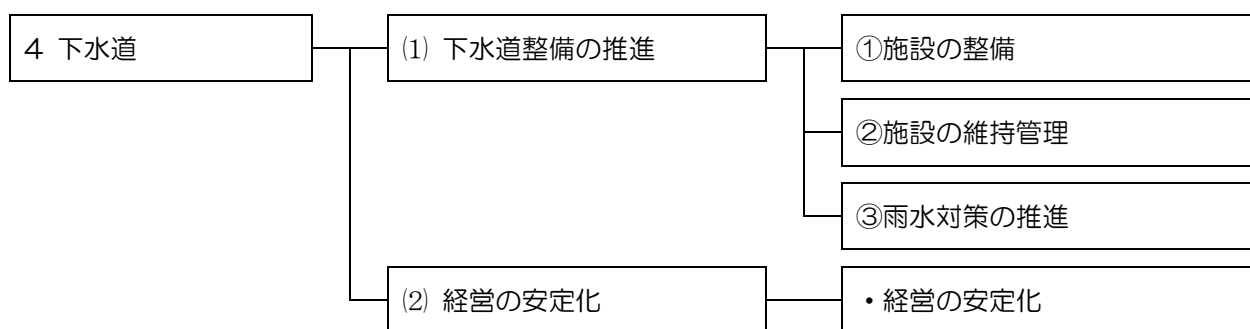 4 下水道
⑴ 下水道整備の推進
①施設の整備
②施設の維持管理
③雨水対策の推進
⑵ 経営の安定化
・経営の安定化